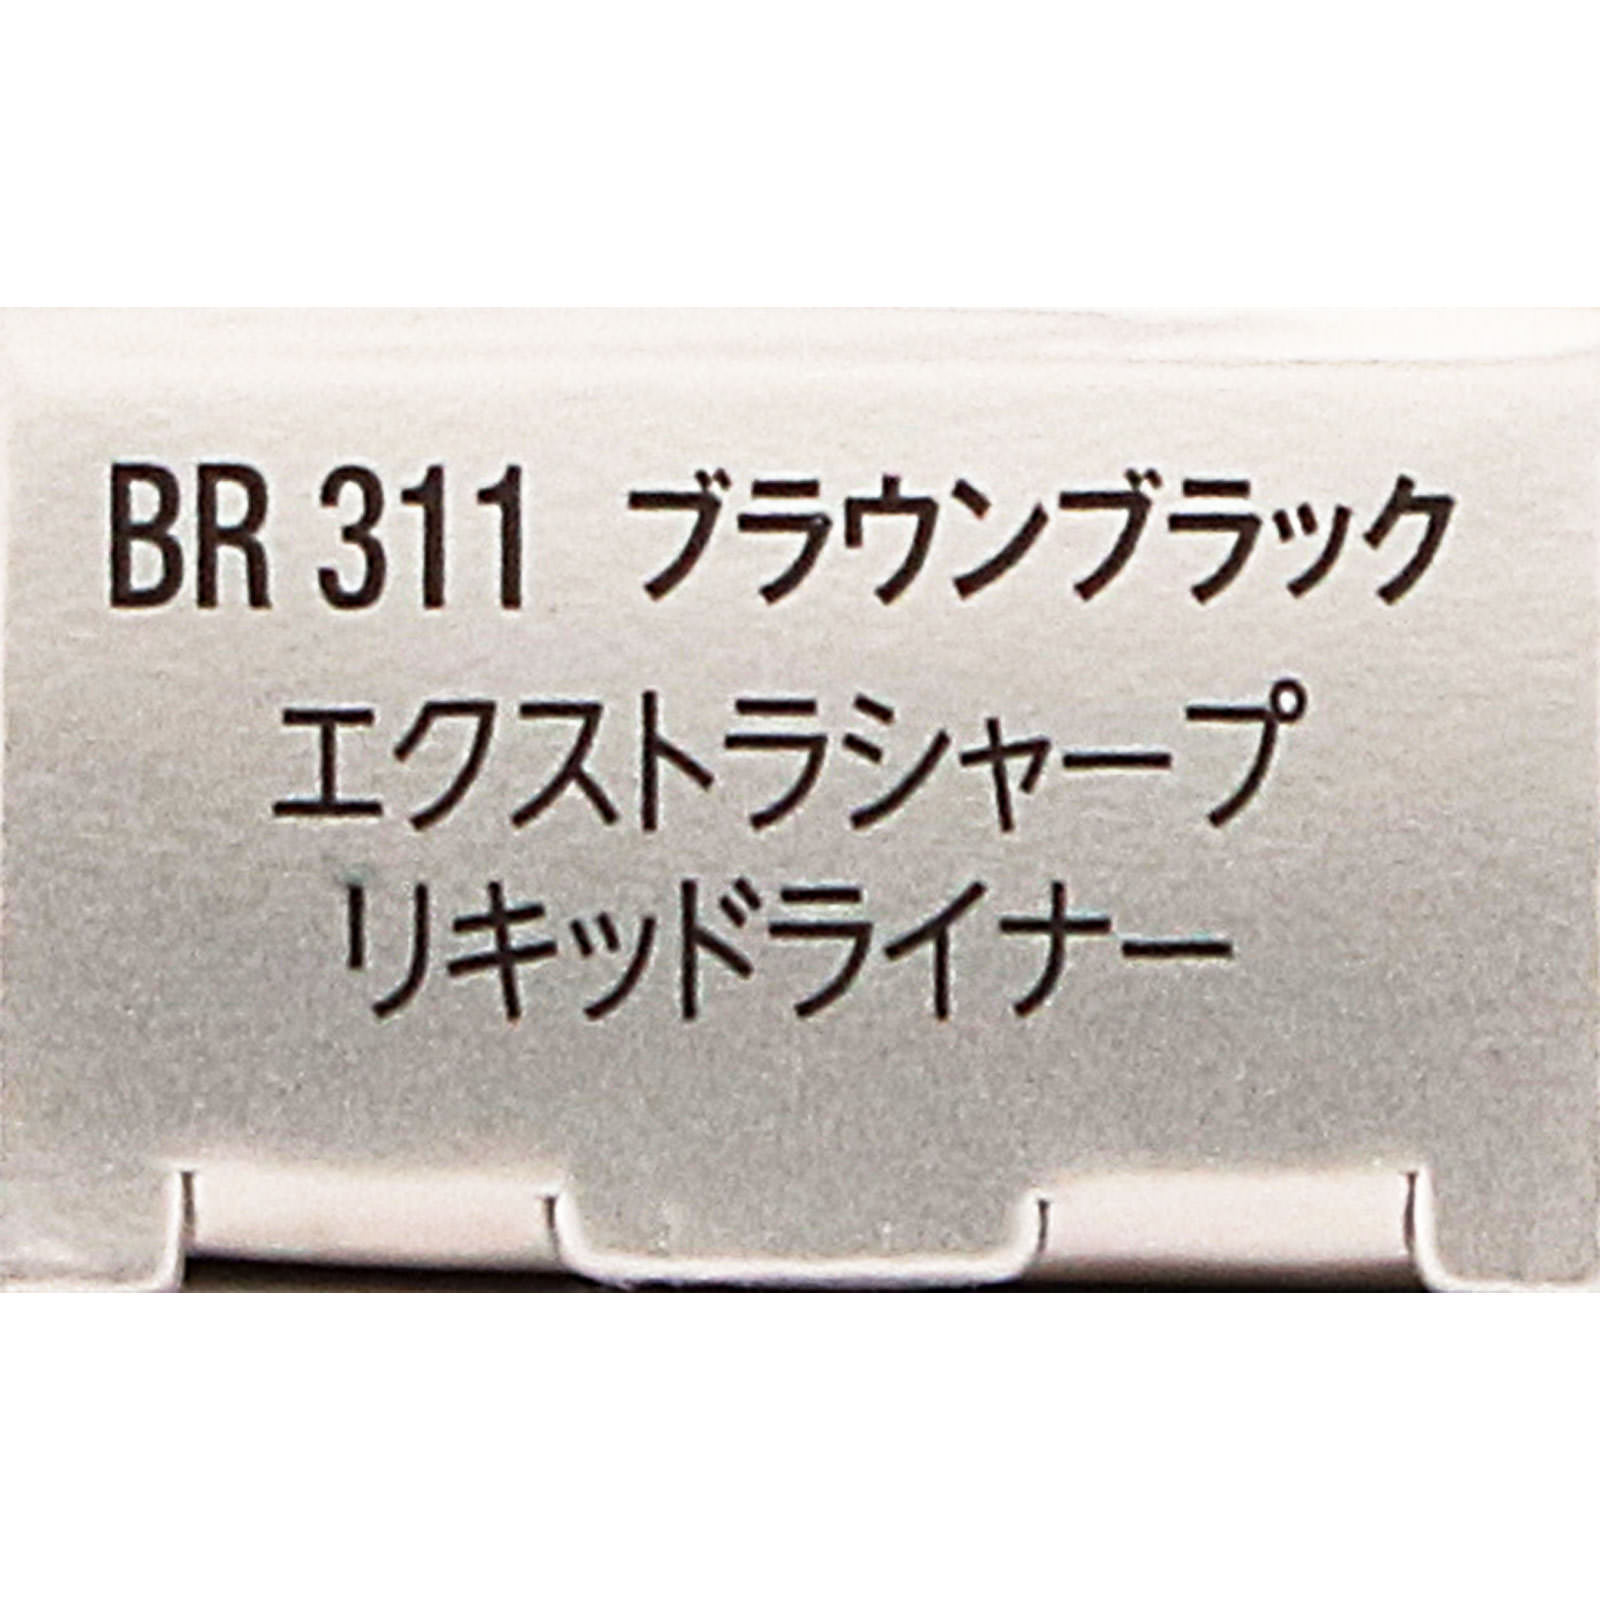 BR 311 ブラウンブラック
エクストラシャープ
リキッドライナー